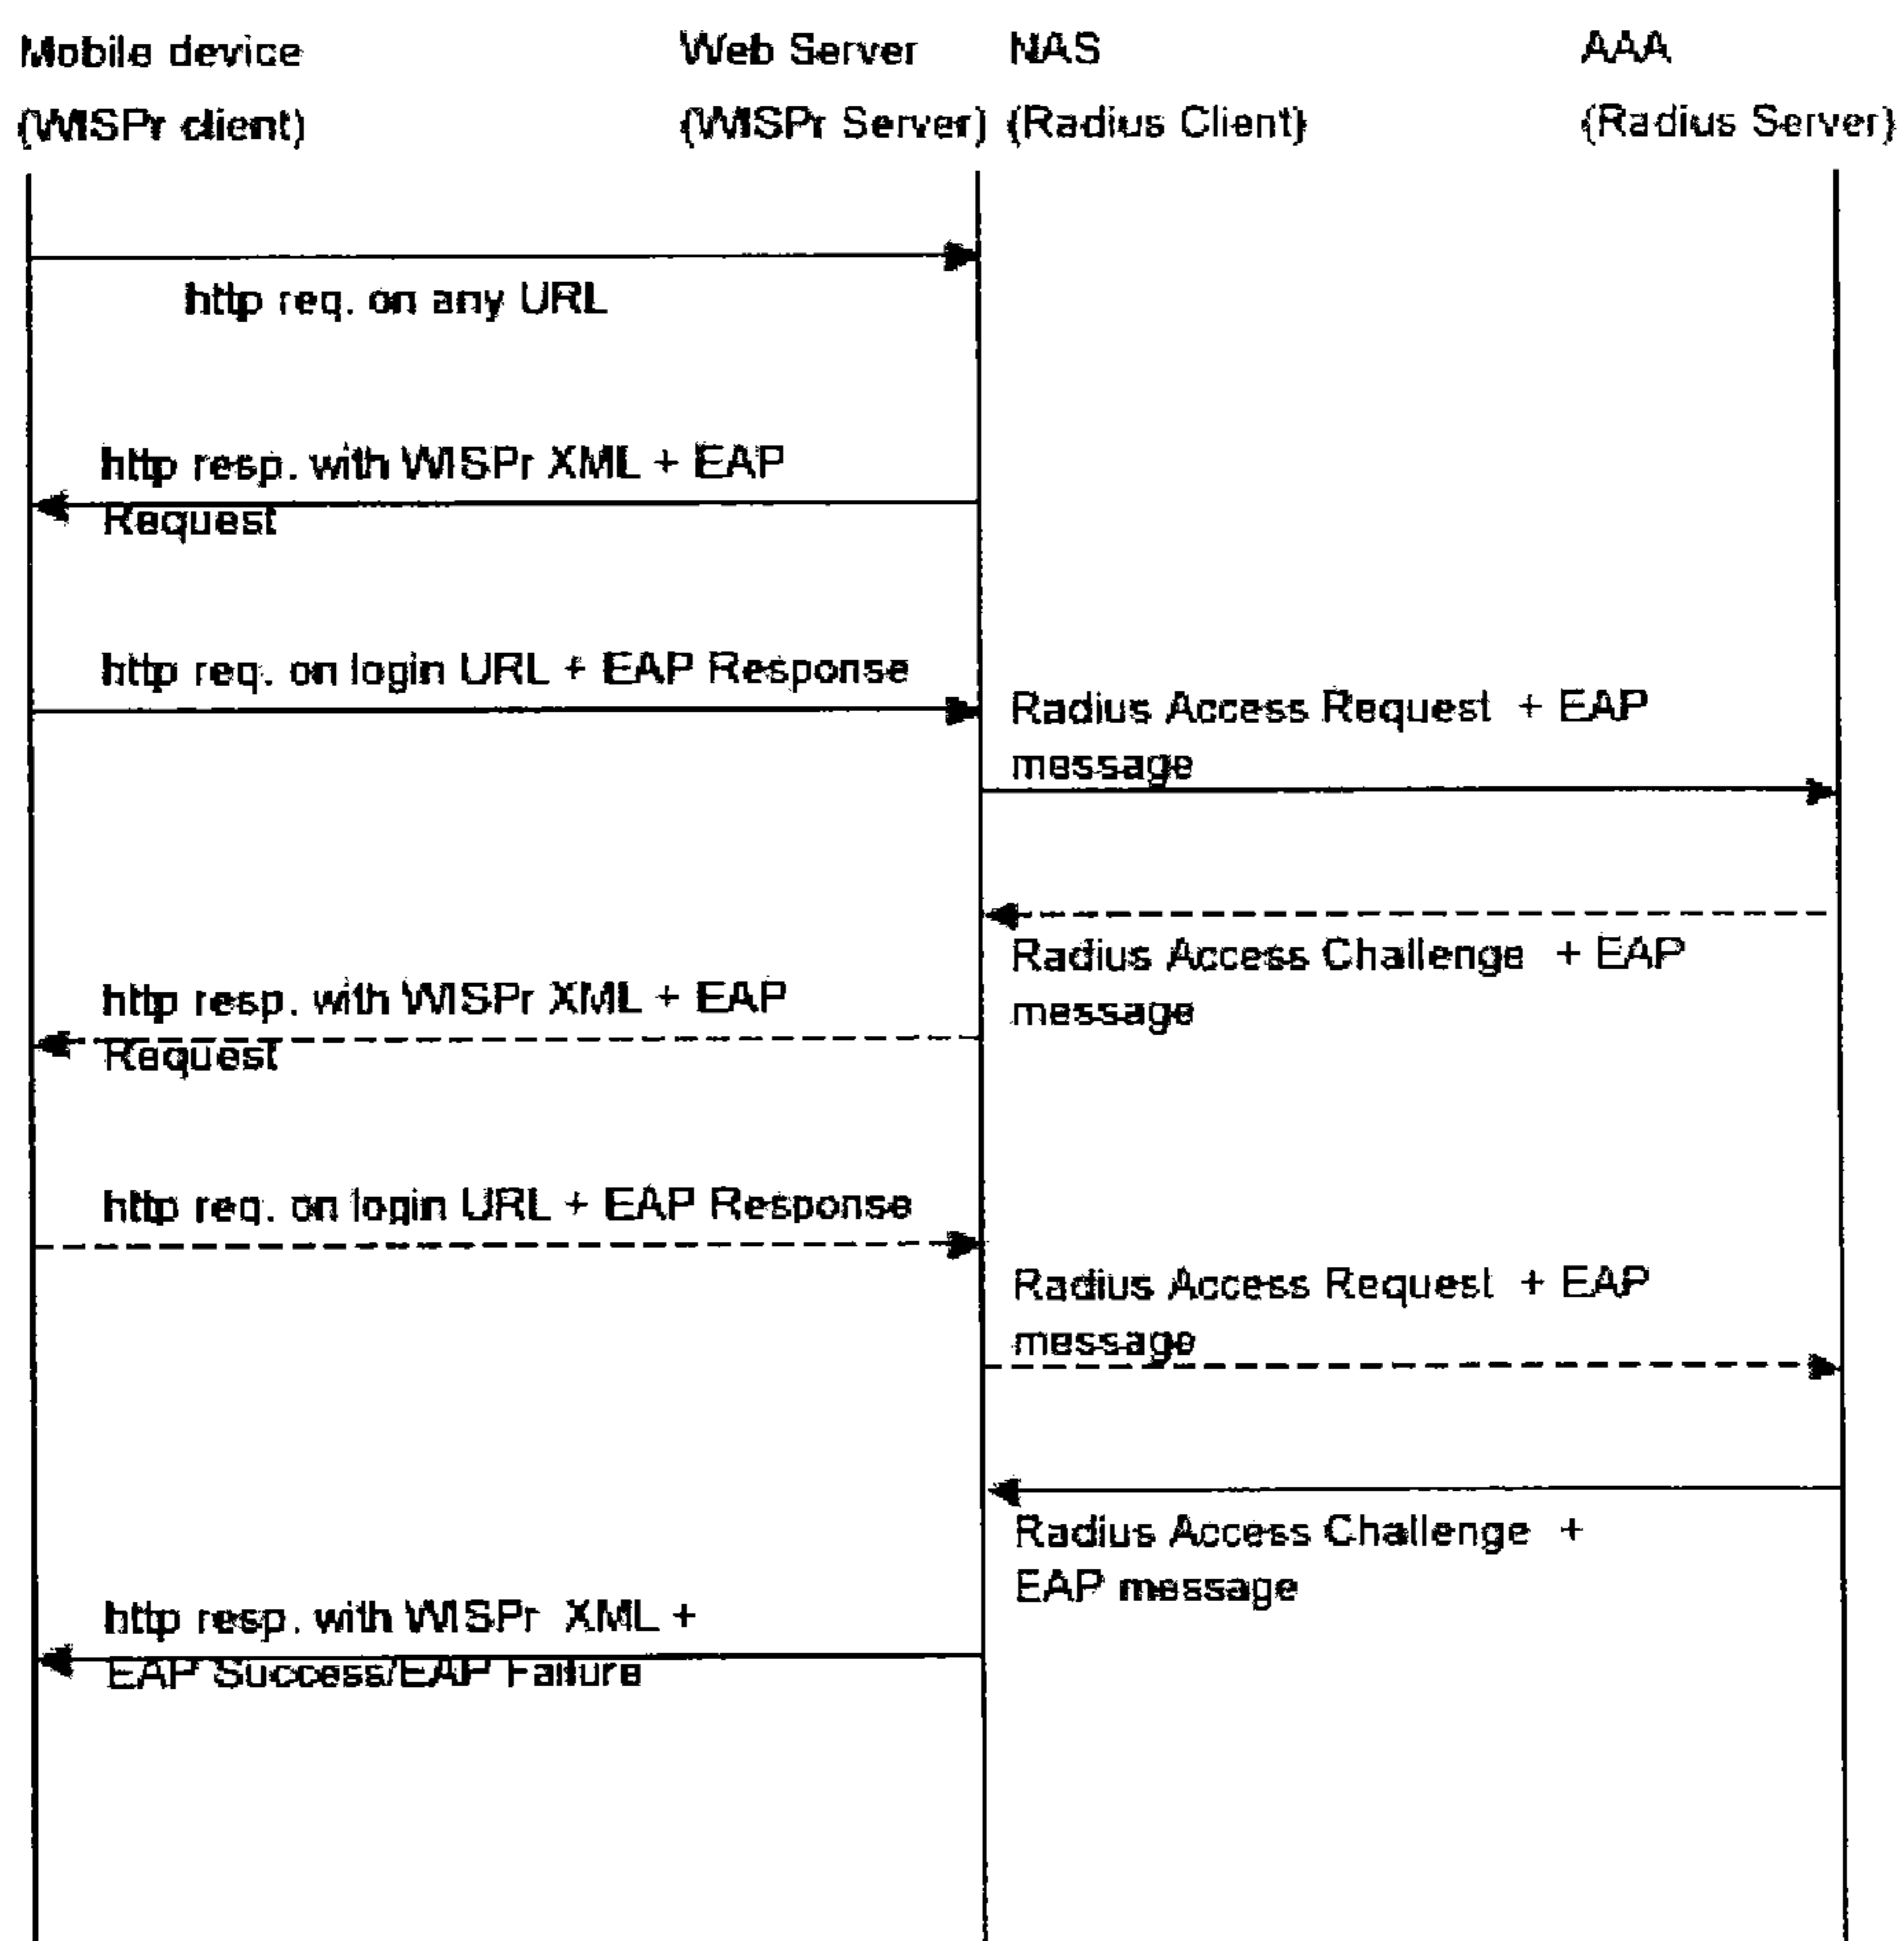 Mobile device
(WISPr client)
Web Server
(WISPr Server)
NAS
(Radius Client)
AAA
(Radius Server)
http req. on any URL
http resp. with WISPr XML + EAP
Request
http req. on login URL + EAP Response
Radius Access Request + EAP
message
Radius Access Challenge + EAP
message
http resp. with WISPr XML + EAP
Request
http req. on login URL + EAP Response
Radius Access Request + EAP
message
Radius Access Challenge +
EAP message
http resp. with WISPr XML +
EAP Success/EAP Failure